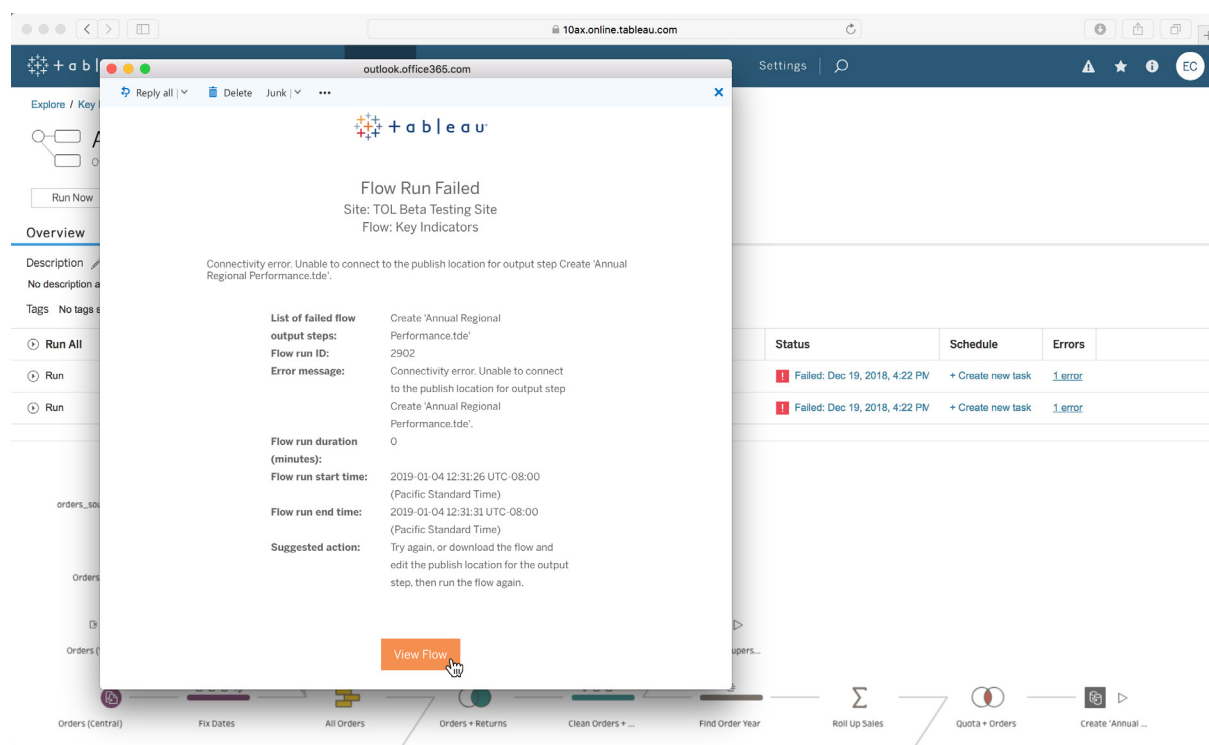 10ax.online.tableau.com
+ a b |
Settings
EC
outlook.office365.com
Reply all
Delete
Junk
Explore / Key
+ a b | e a u
Run Now
Flow Run Failed
Site: TOL Beta Testing Site
Flow: Key Indicators
Overview
Description
No description a
Tags No tags s
Connectivity error. Unable to connect to the publish location for output step Create 'Annual
Regional Performance.tde'.
List of failed flow output steps: Create 'Annual Regional
Performance.tde'
Flow run ID: 2902
Error message: Connectivity error. Unable to connect
to the publish location for output step
Create 'Annual Regional
Performance.tde'.
Flow run duration (minutes): 0
Flow run start time: 2019-01-04 12:31:26 UTC-08:00
(Pacific Standard Time)
Flow run end time: 2019-01-04 12:31:31 UTC-08:00
(Pacific Standard Time)
Suggested action: Try again, or download the flow and
edit the publish location for the output
step, then run the flow again.
View Flow
Run All Status Schedule Errors
Run Failed: Dec 19, 2018, 4:22 PM + Create new task 1 error
Run Failed: Dec 19, 2018, 4:22 PM + Create new task 1 error
orders_sou
Orders
Orders (
upers...
Orders (Central)
Fix Dates
All Orders
Orders + Returns
Clean Orders + ...
Find Order Year
Roll Up Sales
Quota + Orders
Create 'Annual ...